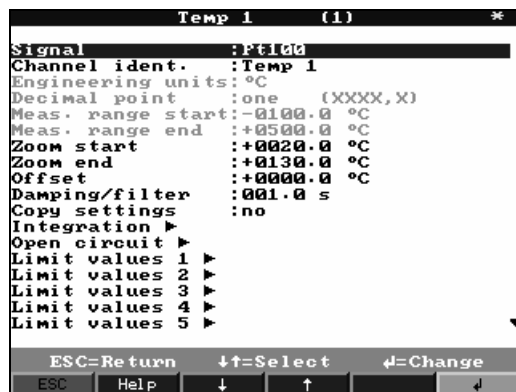 Temp 1 (1) *
Signal :Pt100
Channel ident. :Temp 1
Engineering units:°C
Decimal point :one (XXXX,X)
Meas. range start:-0100.0 °C
Meas. range end :+0500.0 °C
Zoom start :+0020.0 °C
Zoom end :+0130.0 °C
Offset :+0000.0 °C
Damping/filter :001.0 s
Copy settings :no
Integration ►
Open circuit ►
Limit values 1 ►
Limit values 2 ►
Limit values 3 ►
Limit values 4 ►
Limit values 5 ►
ESC=Return ↓↑=Select ↵=Change
ESC Help ↓ ↑ ↵